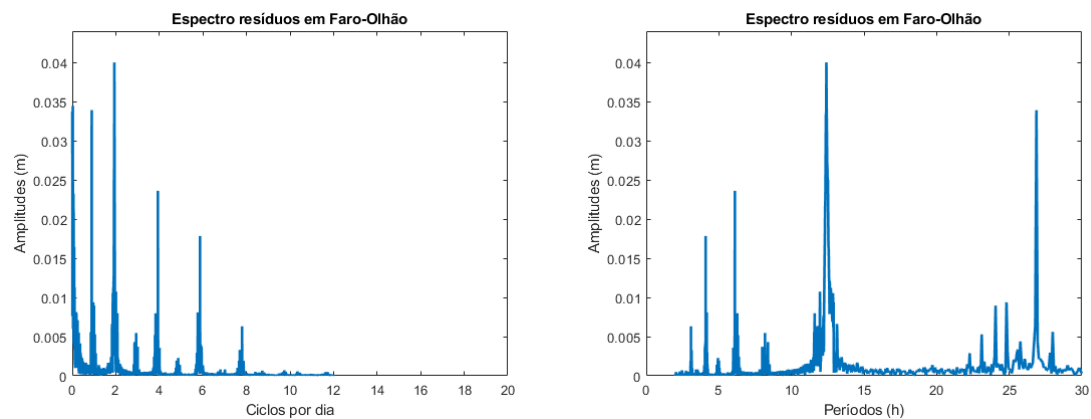 Espectro resíduos em Faro-Olhão
Amplitudes (m)
0.04
0.035
0.03
0.025
0.02
0.015
0.01
0.005
0
0 2 4 6 8 10 12 14 16 18 20
Ciclos por dia
Espectro resíduos em Faro-Olhão
Amplitudes (m)
0.04
0.035
0.03
0.025
0.02
0.015
0.01
0.005
0
0 5 10 15 20 25 30
Períodos (h)